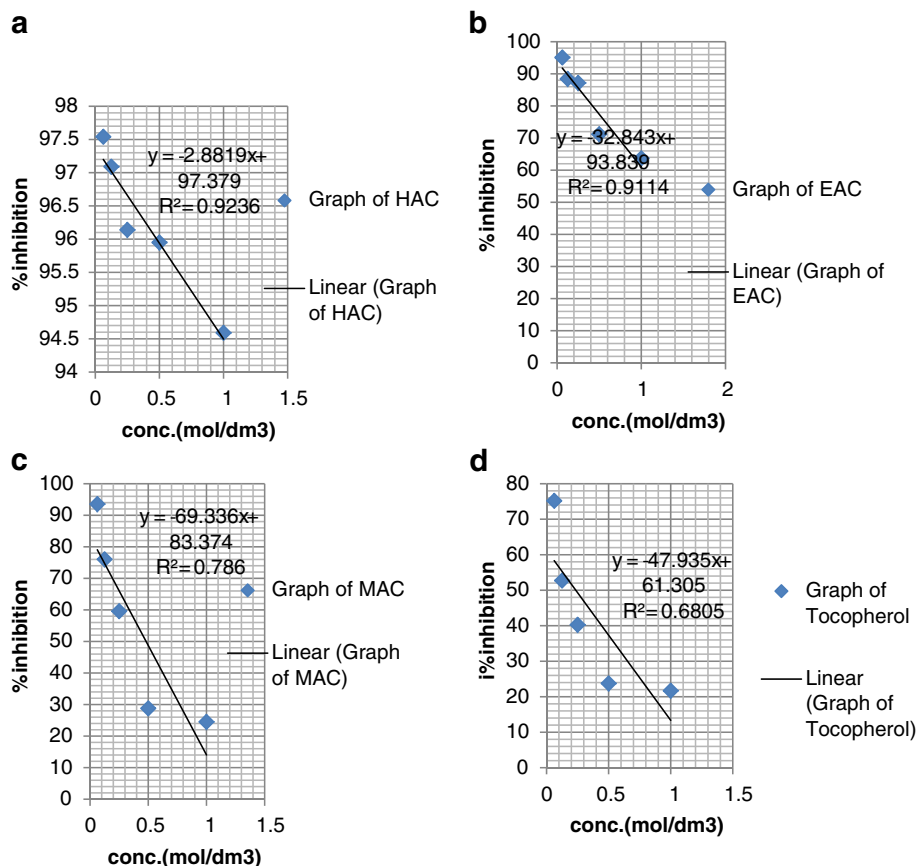 a
98
97.5
97
96.5
96
95.5
95
94.5
94
%inhibition
y = -2.8819x+
97.379
R²= 0.9236
Graph of HAC
Linear (Graph
of HAC)
0 0.5 1 1.5
conc.(mol/dm3)
b
100
90
80
70
60
50
40
30
20
10
0
%inhibition
y = -32.843x+
93.839
R²= 0.9114
Graph of EAC
Linear (Graph of
EAC)
0 1 2
conc.(mol/dm3)
c
100
90
80
70
60
50
40
30
20
10
0
%inhibition
y = -69.336x+
83.374
R²= 0.786
Graph of MAC
Linear (Graph
of MAC)
0 0.5 1 1.5
conc.(mol/dm3)
d
80
70
60
50
40
30
20
10
0
i%inhibition
y = -47.935x+
61.305
R²= 0.6805
Graph of
Tocopherol
Linear
(Graph of
Tocopherol)
0 0.5 1 1.5
conc.(mol/dm3)